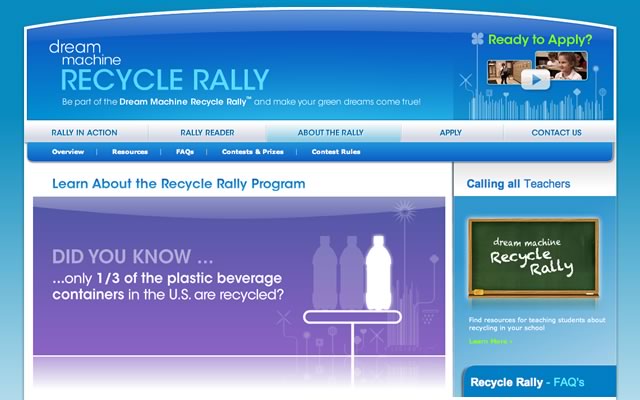 dream
machine
RECYCLE RALLY
Be part of the Dream Machine Recycle Rally™ and make your green dreams come true!
Ready to Apply?
RALLY IN ACTION
RALLY READER
ABOUT THE RALLY
APPLY
CONTACT US
Overview
Resources
FAQs
Contests & Prizes
Contest Rules
Learn About the Recycle Rally Program
DID YOU KNOW ...
...only 1/3 of the plastic beverage
containers in the U.S. are recycled?
Calling all Teachers
dream machine
Recycle
Rally
Find resources for teaching students about
recycling in your school
Learn More ›
Recycle Rally - FAQ's